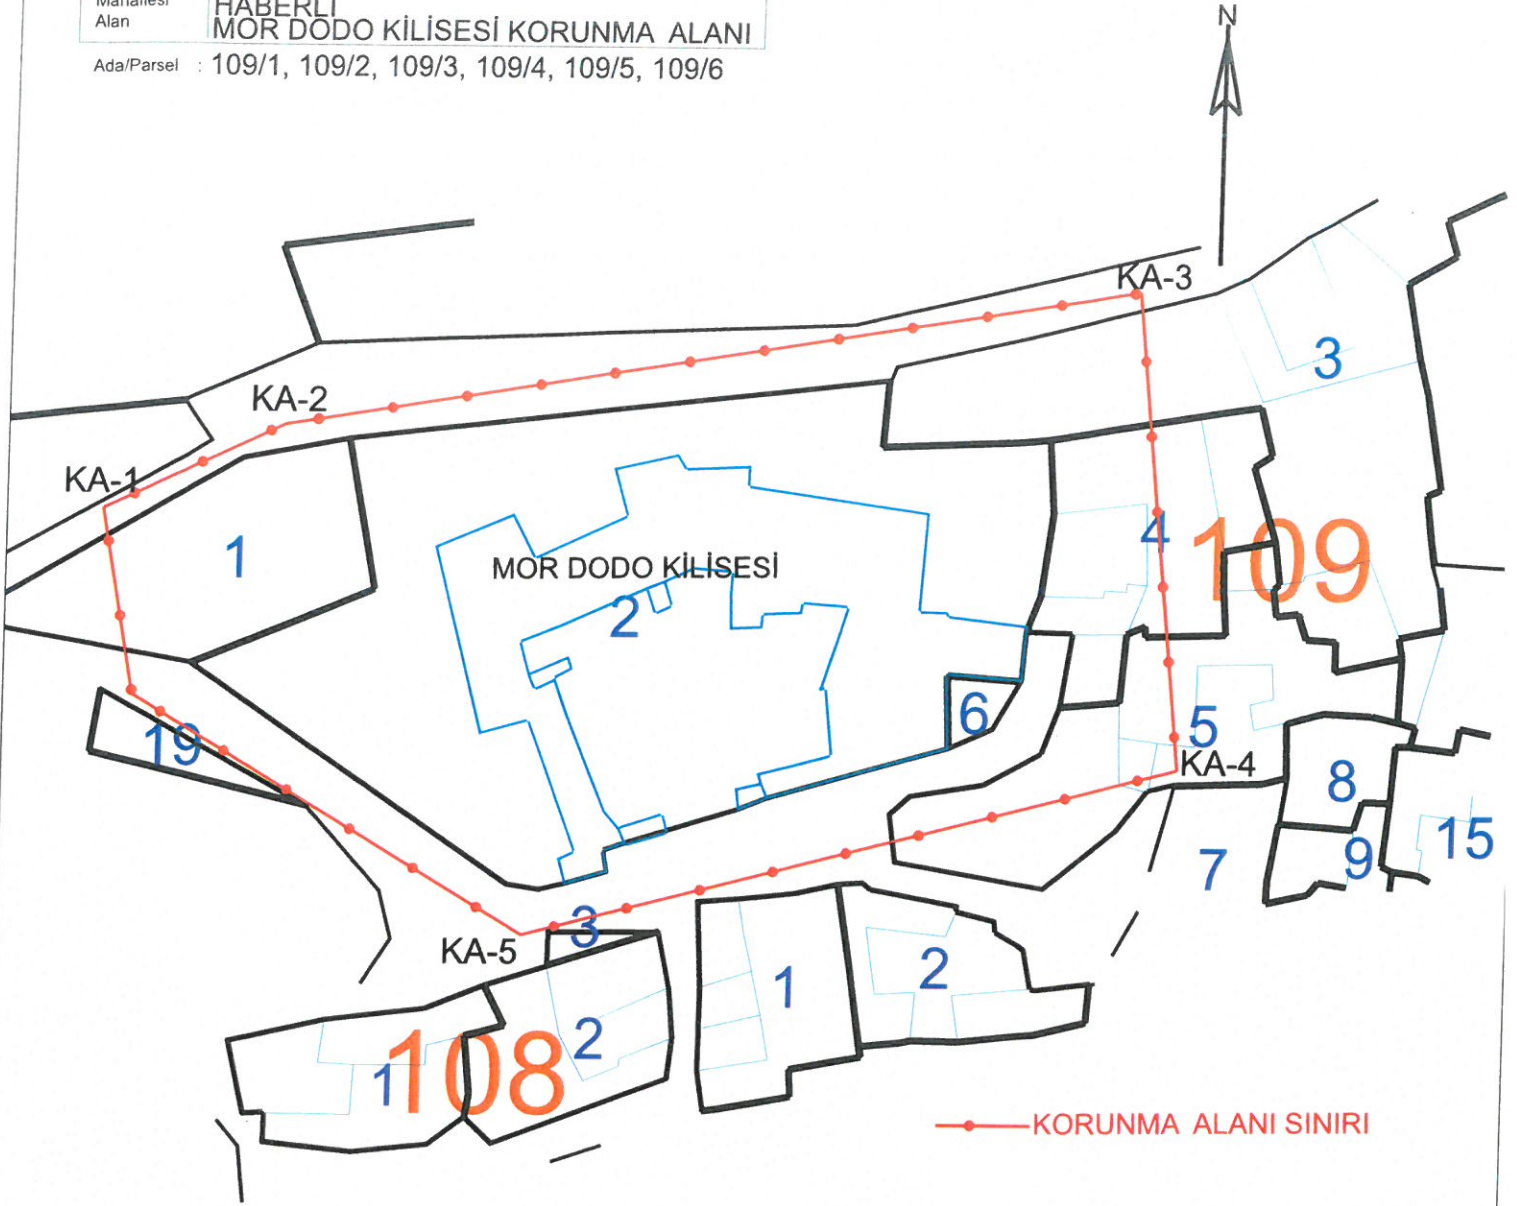 Mahallesi HABERLİ
Alan MOR DODO KİLİSESİ KORUNMA ALANI
Ada/Parsel : 109/1, 109/2, 109/3, 109/4, 109/5, 109/6
N
KA-3
3
KA-2
KA-1
1
MOR DODO KİLİSESİ
2
4
109
6
5
19
KA-4
8
15
9
7
3
KA-5
1
2
2
1
108
KORUNMA ALANI SINIRI